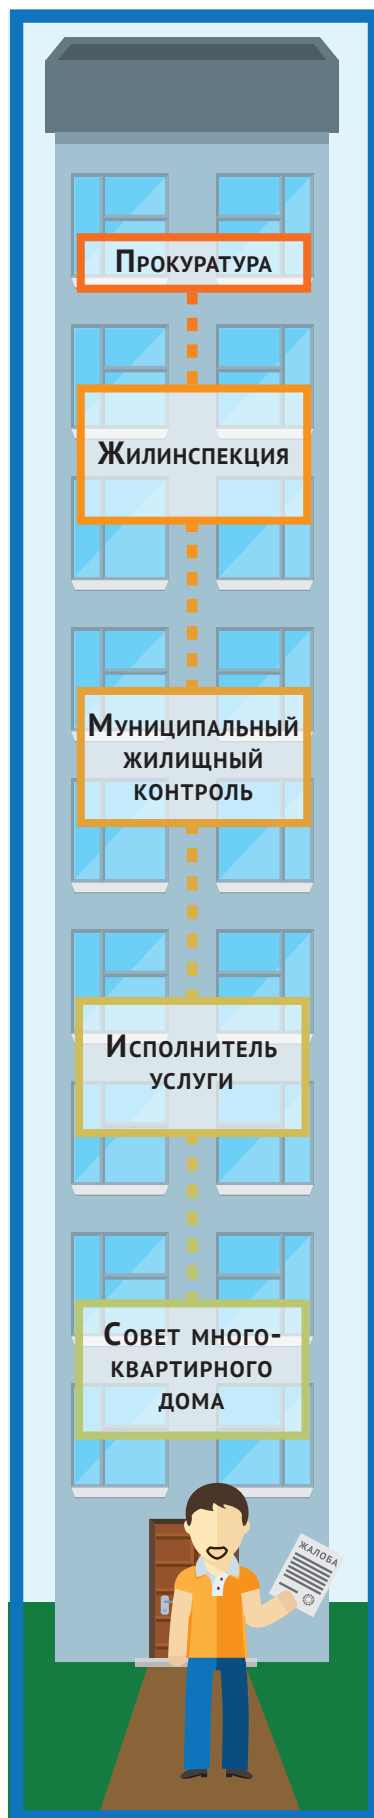 Прокуратура
Жилинспекция
Муниципальный
жилищный
контроль
Исполнитель
услуги
Совет много-
квартирного
дома
ЖАЛОБА